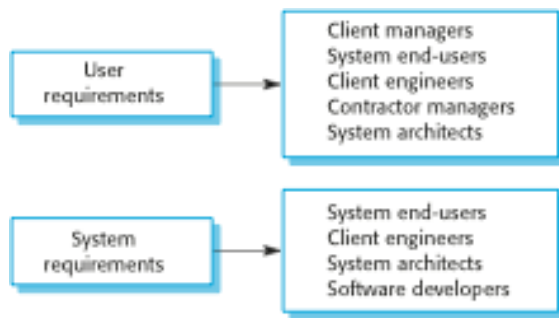 User
requirements
Client managers
System end-users
Client engineers
Contractor managers
System architects
System
requirements
System end-users
Client engineers
System architects
Software developers